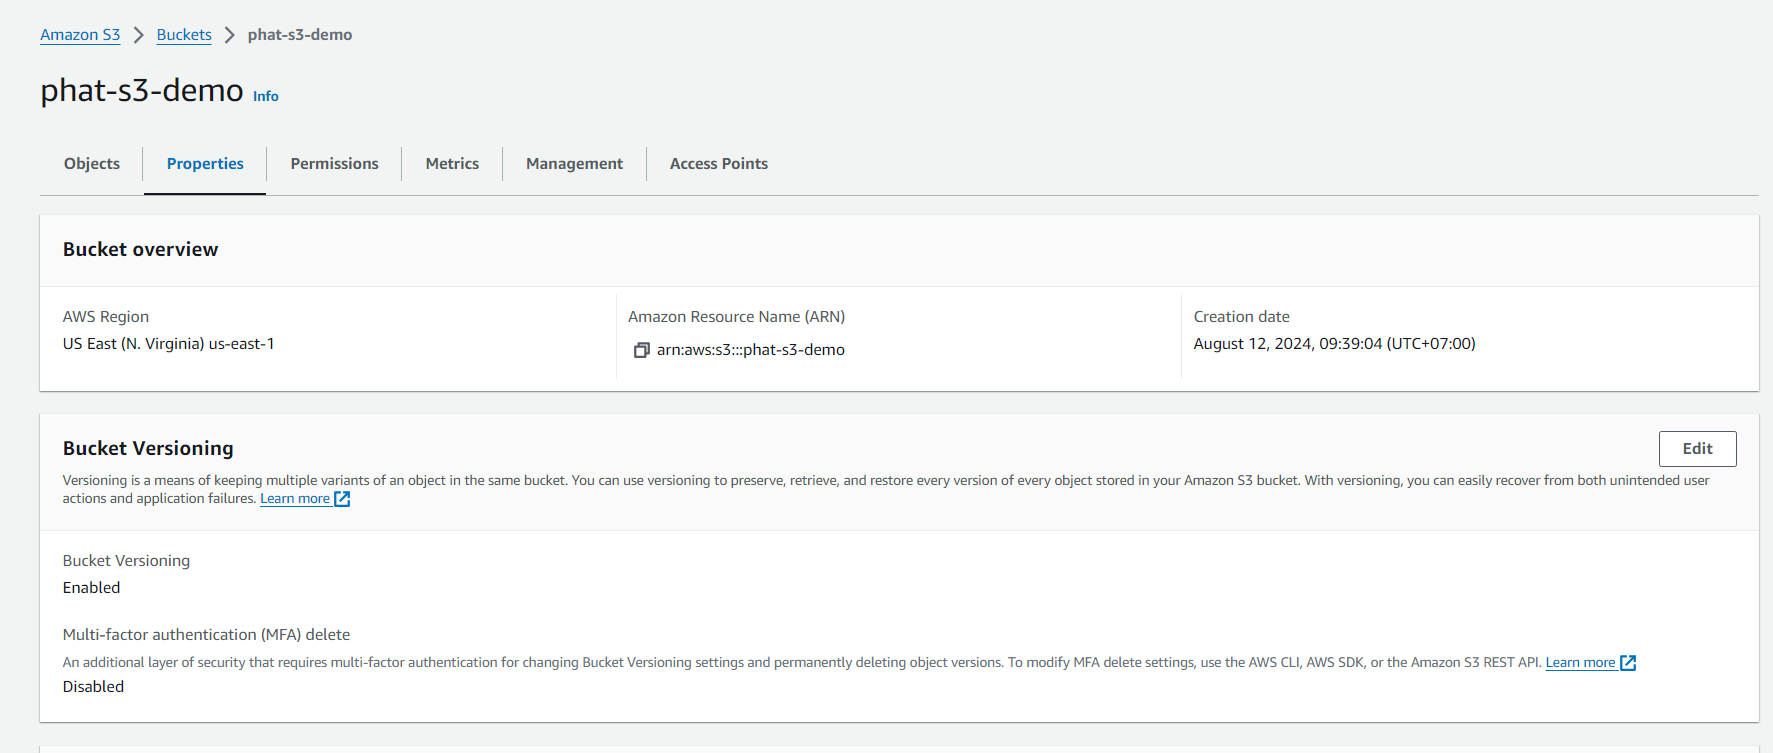 Amazon S3 > Buckets > phat-s3-demo
phat-s3-demo Info
Objects Properties Permissions Metrics Management Access Points
Bucket overview
AWS Region
US East (N. Virginia) us-east-1
Amazon Resource Name (ARN)
arn:aws:s3:::phat-s3-demo
Creation date
August 12, 2024, 09:39:04 (UTC+07:00)
Bucket Versioning
Edit
Versioning is a means of keeping multiple variants of an object in the same bucket. You can use versioning to preserve, retrieve, and restore every version of every object stored in your Amazon S3 bucket. With versioning, you can easily recover from both unintended user
actions and application failures. Learn more
Bucket Versioning
Enabled
Multi-factor authentication (MFA) delete
An additional layer of security that requires multi-factor authentication for changing Bucket Versioning settings and permanently deleting object versions. To modify MFA delete settings, use the AWS CLI, AWS SDK, or the Amazon S3 REST API. Learn more
Disabled